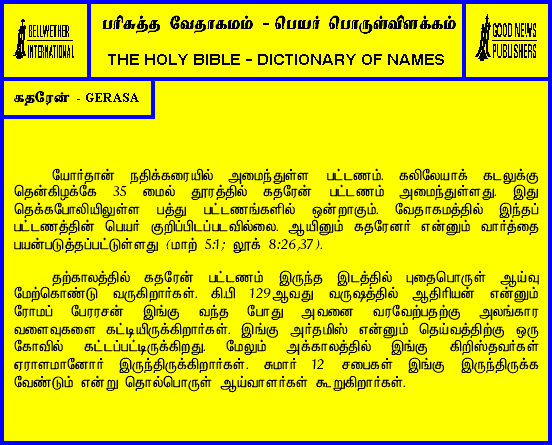 BELLWETHER
INTERNATIONAL
பரிசுத்த வேதாகமம் - பெயர் பொருள்விளக்கம்
THE HOLY BIBLE - DICTIONARY OF NAMES
GOOD NEWS
PUBLISHERS
கதரேன் - GERASA
யோர்தான் நதிக்கரையில் அமைந்துள்ள பட்டணம். கலிலேயாக் கடலுக்கு
தென்கிழக்கே 35 மைல் தூரத்தில் கதரேன் பட்டணம் அமைந்துள்ளது. இது
தெக்கபோலியிலுள்ள பத்து பட்டணங்களில் ஒன்றாகும். வேதாகமத்தில் இந்தப்
பட்டணத்தின் பெயர் குறிப்பிடப்படவில்லை. ஆயினும் கதரேனர் என்னும் வார்த்தை
பயன்படுத்தப்பட்டுள்ளது (மாற் 5:1; லூக் 8:26,37).
தற்காலத்தில் கதரேன் பட்டணம் இருந்த இடத்தில் புதைபொருள் ஆய்வு
மேற்கொண்டு வருகிறார்கள். கி.பி 129ஆவது வருஷத்தில் ஆதிரியன் என்னும்
ரோமப் பேரரசன் இங்கு வந்த போது அவனை வரவேற்பதற்கு அலங்கார
வளைவுகளை கட்டியிருக்கிறார்கள். இங்கு அர்தமிஸ் என்னும் தெய்வத்திற்கு ஒரு
கோவில் கட்டப்பட்டிருக்கிறது. மேலும் அக்காலத்தில் இங்கு கிறிஸ்தவர்கள்
ஏராளமானோர் இருந்திருக்கிறார்கள். சுமார் 12 சபைகள் இங்கு இருந்திருக்க
வேண்டும் என்று தொல்பொருள் ஆய்வாளர்கள் கூறுகிறார்கள்.